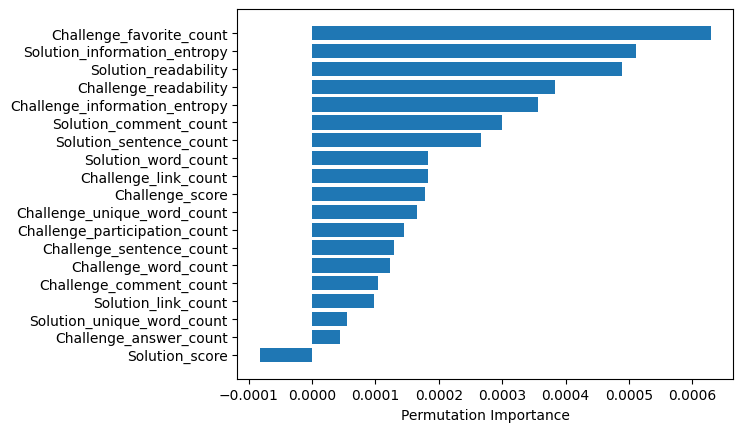 Challenge_favorite_count
Solution_information_entropy
Solution_readability
Challenge_readability
Challenge_information_entropy
Solution_comment_count
Solution_sentence_count
Solution_word_count
Challenge_link_count
Challenge_score
Challenge_unique_word_count
Challenge_participation_count
Challenge_sentence_count
Challenge_word_count
Challenge_comment_count
Solution_link_count
Solution_unique_word_count
Challenge_answer_count
Solution_score
−0.0001 0.0000 0.0001 0.0002 0.0003 0.0004 0.0005 0.0006
Permutation Importance